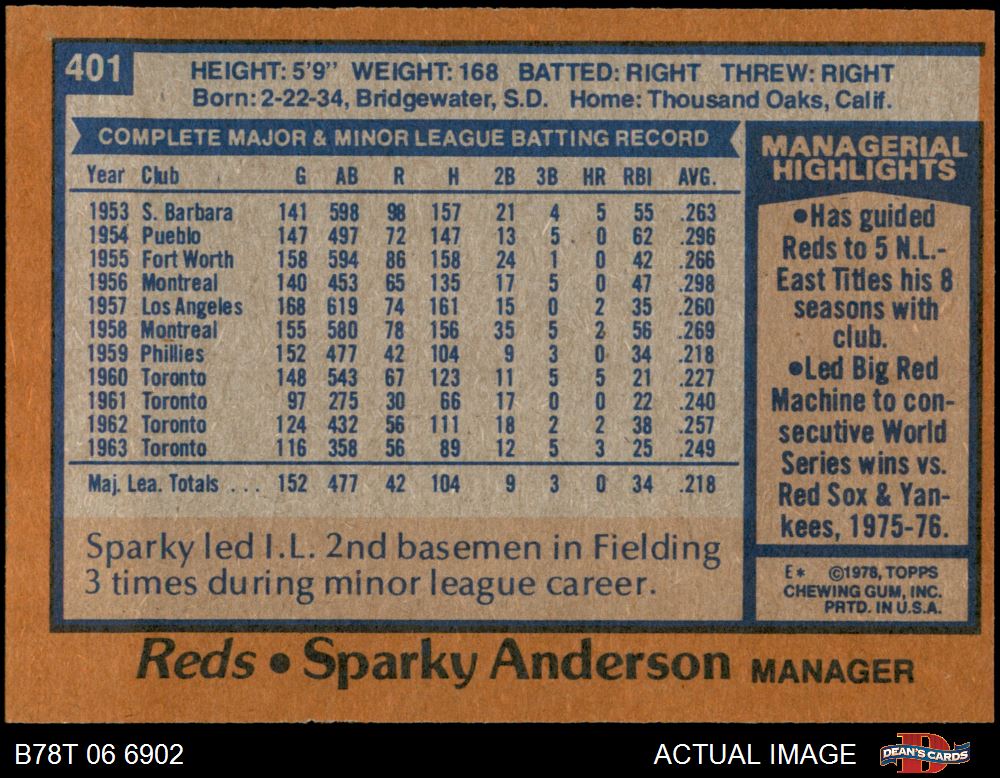 401
HEIGHT: 5'9" WEIGHT: 168 BATTED: RIGHT THREW: RIGHT
Born: 2-22-34, Bridgewater, S.D. Home: Thousand Oaks, Calif.
COMPLETE MAJOR & MINOR LEAGUE BATTING RECORD
Year Club G AB R H 2B 3B HR RBI AVG.
1953 S. Barbara 141 598 98 157 21 4 5 55 .263
1954 Pueblo 147 497 72 147 13 5 0 62 .296
1955 Fort Worth 158 594 86 158 24 1 0 42 .266
1956 Montreal 140 453 65 135 17 5 0 47 .298
1957 Los Angeles 168 619 74 161 15 0 2 35 .260
1958 Montreal 155 580 78 156 35 5 2 56 .269
1959 Phillies 152 477 42 104 9 3 0 34 .218
1960 Toronto 148 543 67 123 11 5 5 21 .227
1961 Toronto 97 275 30 66 17 0 0 22 .240
1962 Toronto 124 432 56 111 18 2 2 38 .257
1963 Toronto 116 358 56 89 12 5 3 25 .249
Maj. Lea. Totals . . . 152 477 42 104 9 3 0 34 .218
Sparky led I.L. 2nd basemen in Fielding
3 times during minor league career.
MANAGERIAL
HIGHLIGHTS
•Has guided
Reds to 5 N.L.-
East Titles his 8
seasons with
club.
•Led Big Red
Machine to con-
secutive World
Series wins vs.
Red Sox & Yan-
kees, 1975-76.
E* ©1978, TOPPS
CHEWING GUM, INC.
PRTD. IN U.S.A.
Reds • Sparky Anderson MANAGER
B78T 06 6902
ACTUAL IMAGE
D
DEAN'S CARDS